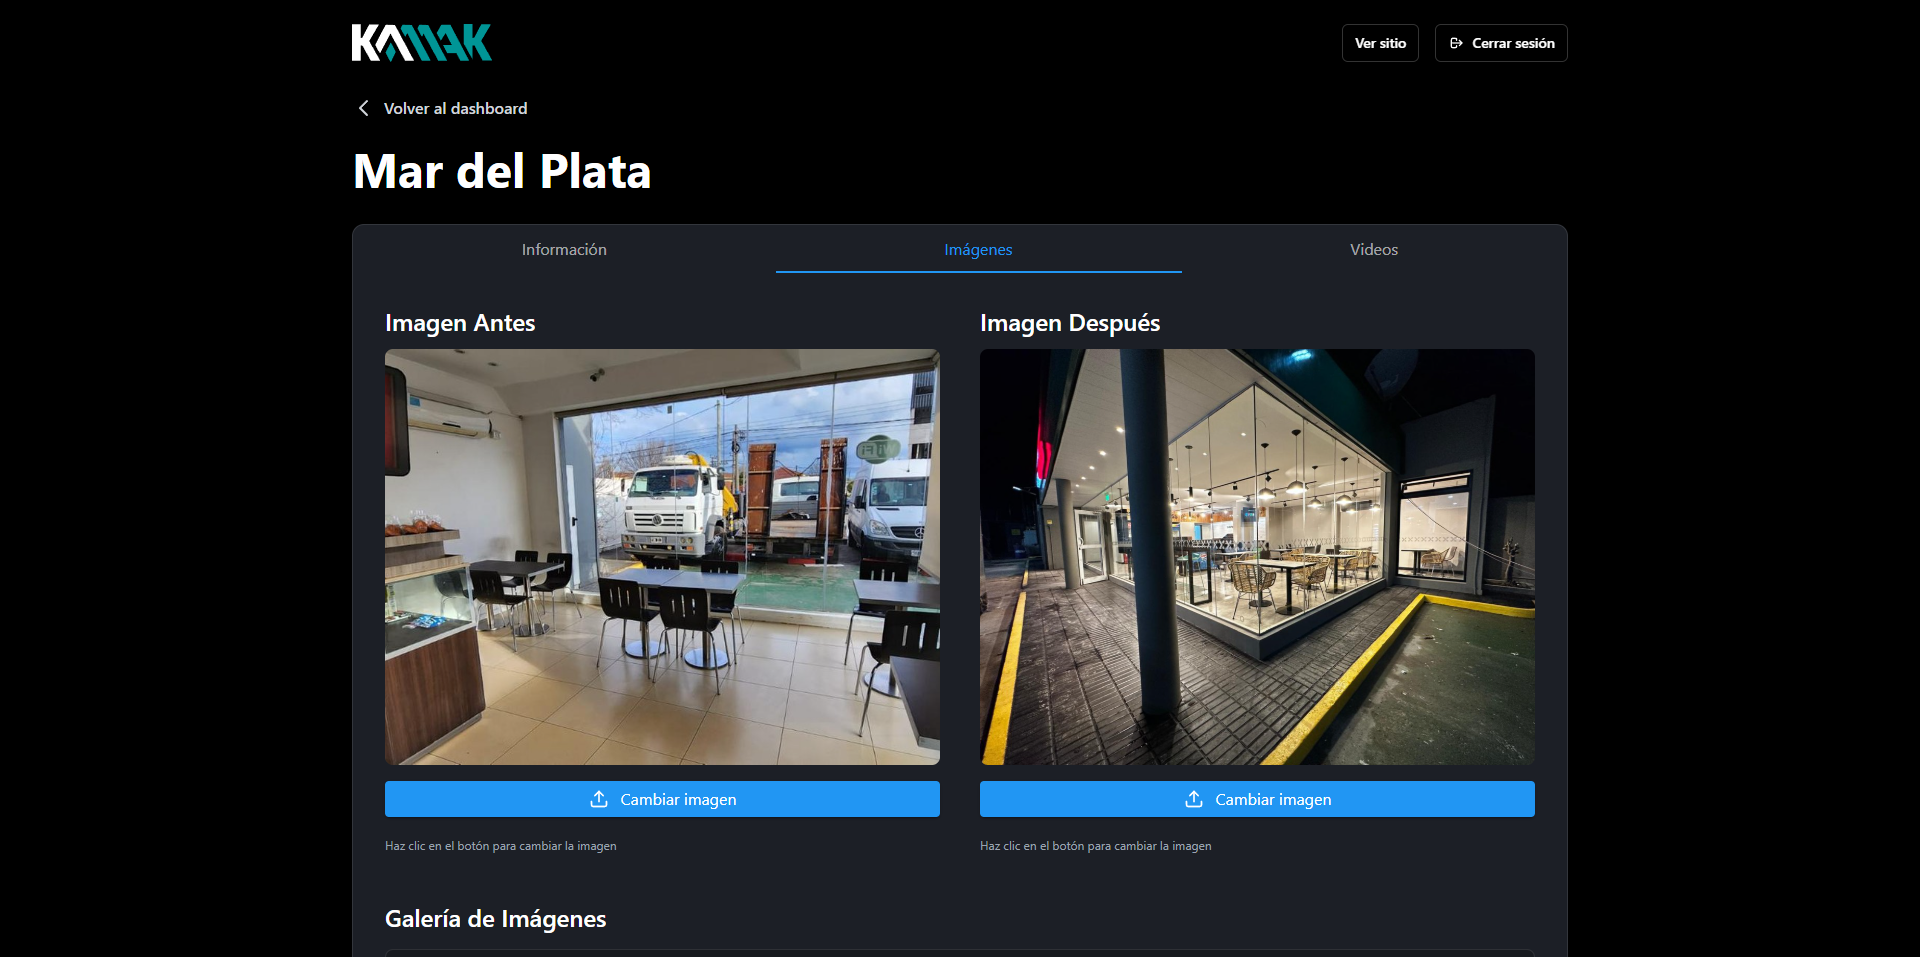 KAMAK
Ver sitio
Cerrar sesión
Volver al dashboard
Mar del Plata
Información
Imágenes
Videos
Imagen Antes
Imagen Después
Cambiar imagen
Cambiar imagen
Haz clic en el botón para cambiar la imagen
Haz clic en el botón para cambiar la imagen
Galería de Imágenes